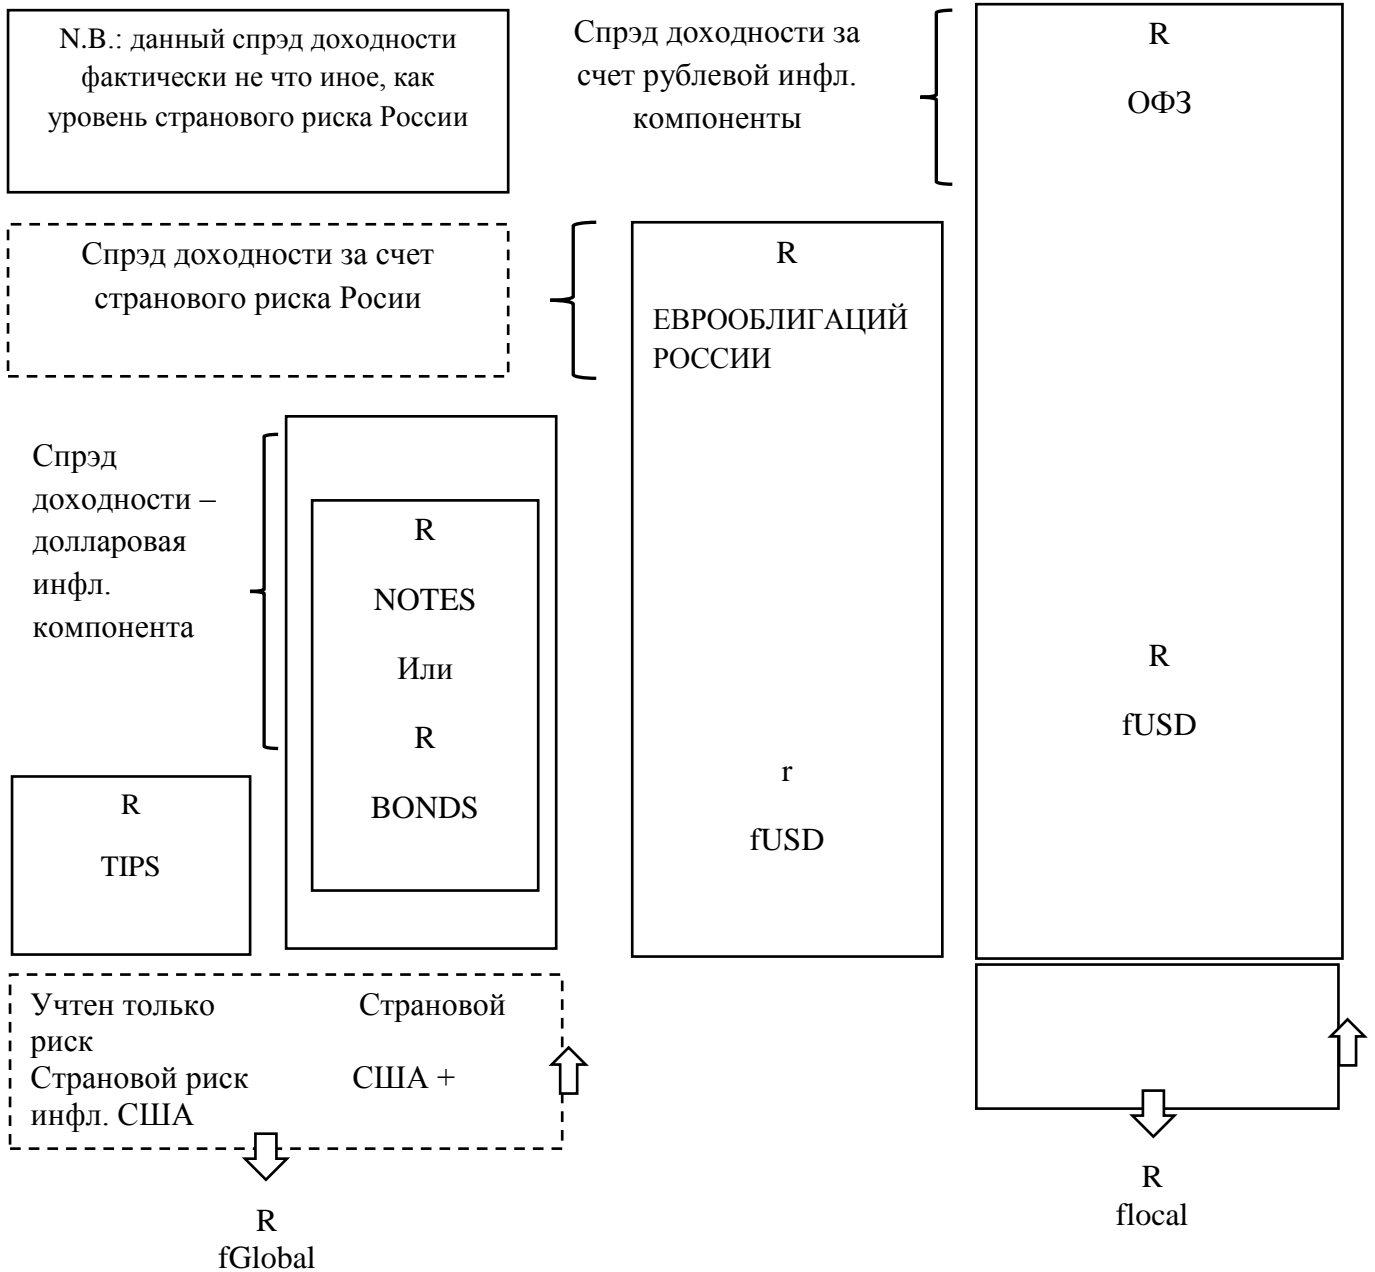 N.B.: данный спрэд доходности
фактически не что иное, как
уровень странового риска России
Спрэд доходности за
счет рублевой инфл.
компоненты
R
ОФЗ
Спрэд доходности за счет
странового риска Росии
R
ЕВРООБЛИГАЦИЙ
РОССИИ
Спрэд
доходности –
долларовая
инфл.
компонента
R
NOTES
Или
R
BONDS
R
fUSD
r
fUSD
R
TIPS
Учтен только Страновой
риск
Страновой риск США +
инфл. США
R
fGlobal
R
flocal